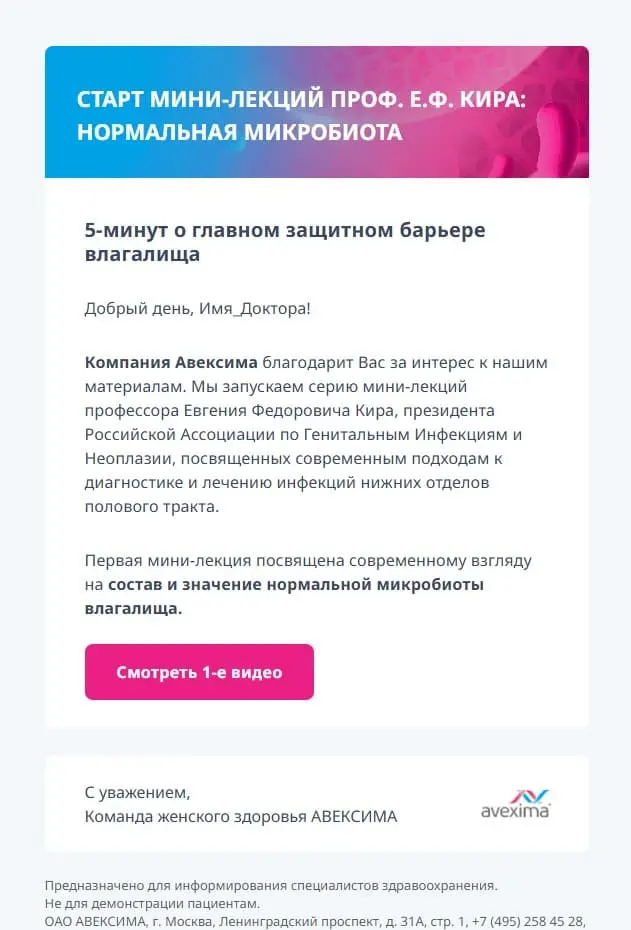 СТАРТ МИНИ-ЛЕКЦИЙ ПРОФ. Е.Ф. КИРА:
НОРМАЛЬНАЯ МИКРОБИОТА
5-минут о главном защитном барьере
влагалища
Добрый день, Имя_Доктора!
Компания Авексима благодарит Вас за интерес к нашим
материалам. Мы запускаем серию мини-лекций
профессора Евгения Федоровича Кира, президента
Российской Ассоциации по Генитальным Инфекциям и
Неоплазии, посвященных современным подходам к
диагностике и лечению инфекций нижних отделов
полового тракта.
Первая мини-лекция посвящена современному взгляду
на состав и значение нормальной микробиоты
влагалища.
Смотреть 1-е видео
С уважением,
Команда женского здоровья АВЕКСИМА
avexima
Предназначено для информирования специалистов здравоохранения.
Не для демонстрации пациентам.
ОАО АВЕКСИМА, г. Москва, Ленинградский проспект, д. 31А, стр. 1, +7 (495) 258 45 28,